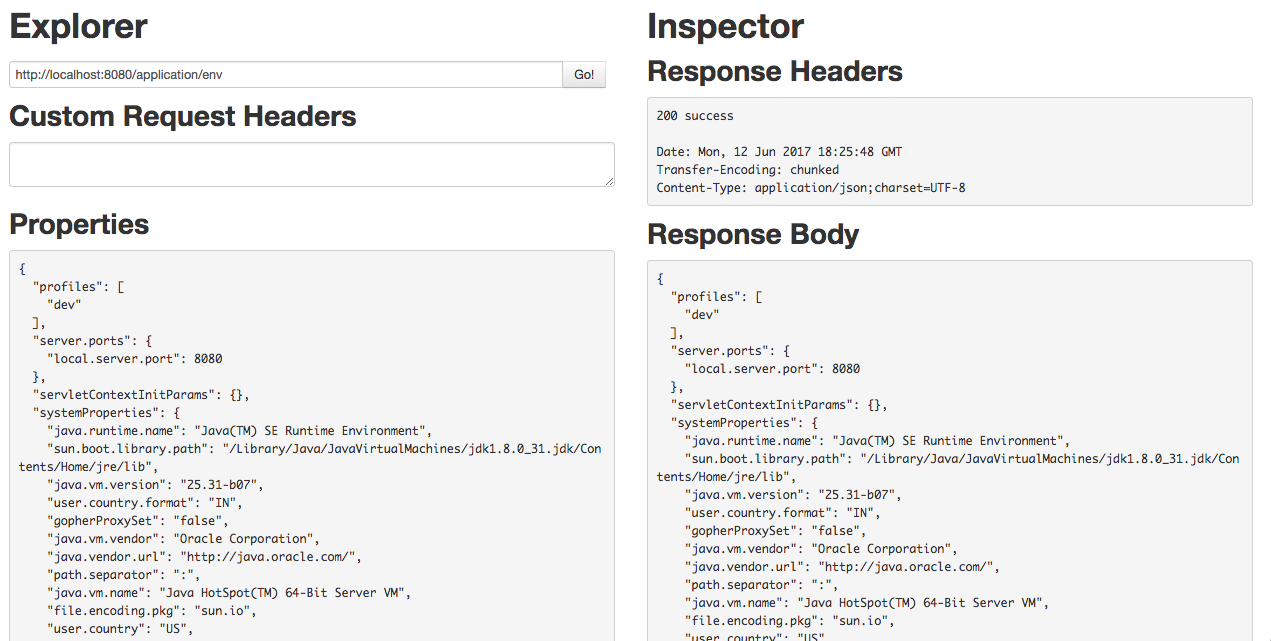 Explorer
http://localhost:8080/application/env
Go!
Custom Request Headers
Properties
{
  "profiles": [
    "dev"
  ],
  "server.ports": {
    "local.server.port": 8080
  },
  "servletContextInitParams": {},
  "systemProperties": {
    "java.runtime.name": "Java(TM) SE Runtime Environment",
    "sun.boot.library.path": "/Library/Java/JavaVirtualMachines/jdk1.8.0_31.jdk/Con
tents/Home/jre/lib",
    "java.vm.version": "25.31-b07",
    "user.country.format": "IN",
    "gopherProxySet": "false",
    "java.vm.vendor": "Oracle Corporation",
    "java.vendor.url": "http://java.oracle.com/",
    "path.separator": ":",
    "java.vm.name": "Java HotSpot(TM) 64-Bit Server VM",
    "file.encoding.pkg": "sun.io",
    "user.country": "US",
Inspector
Response Headers
200 success
Date: Mon, 12 Jun 2017 18:25:48 GMT
Transfer-Encoding: chunked
Content-Type: application/json;charset=UTF-8
Response Body
{
  "profiles": [
    "dev"
  ],
  "server.ports": {
    "local.server.port": 8080
  },
  "servletContextInitParams": {},
  "systemProperties": {
    "java.runtime.name": "Java(TM) SE Runtime Environment",
    "sun.boot.library.path": "/Library/Java/JavaVirtualMachines/jdk1.8.0_31.jdk/Con
tents/Home/jre/lib",
    "java.vm.version": "25.31-b07",
    "user.country.format": "IN",
    "gopherProxySet": "false",
    "java.vm.vendor": "Oracle Corporation",
    "java.vendor.url": "http://java.oracle.com/",
    "path.separator": ":",
    "java.vm.name": "Java HotSpot(TM) 64-Bit Server VM",
    "file.encoding.pkg": "sun.io",
    "user.country": "US",